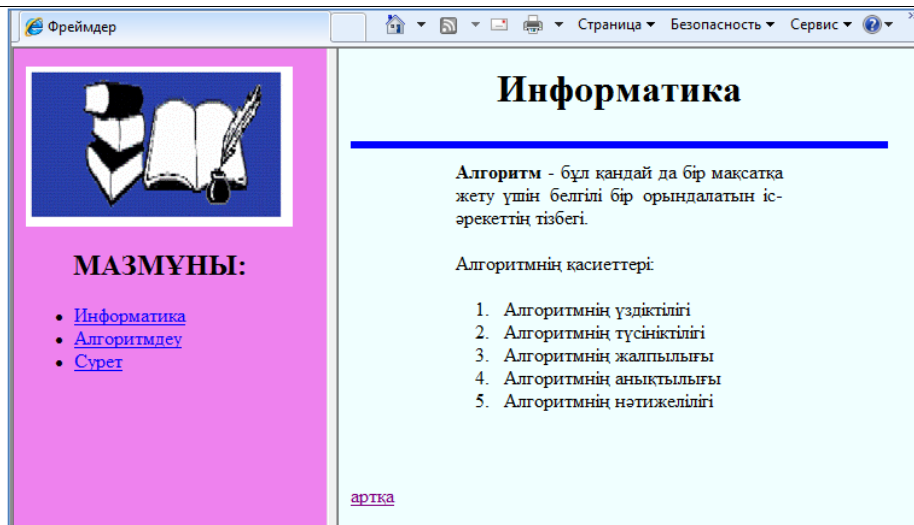 Фреймдер
Страница
Безопасность
Сервис
МАЗМҰНЫ:
Информатика
Алгоритмдеу
Сурет
Информатика
Алгоритм - бұл қандай да бір мақсатқа
жету үшін белгілі бір орындалатын іс-
әрекеттің тізбегі.
Алгоритмнің қасиеттері:
1. Алгоритмнің үздіктілігі
2. Алгоритмнің түсініктілігі
3. Алгоритмнің жалпылығы
4. Алгоритмнің анықтылығы
5. Алгоритмнің нәтижелілігі
артқа